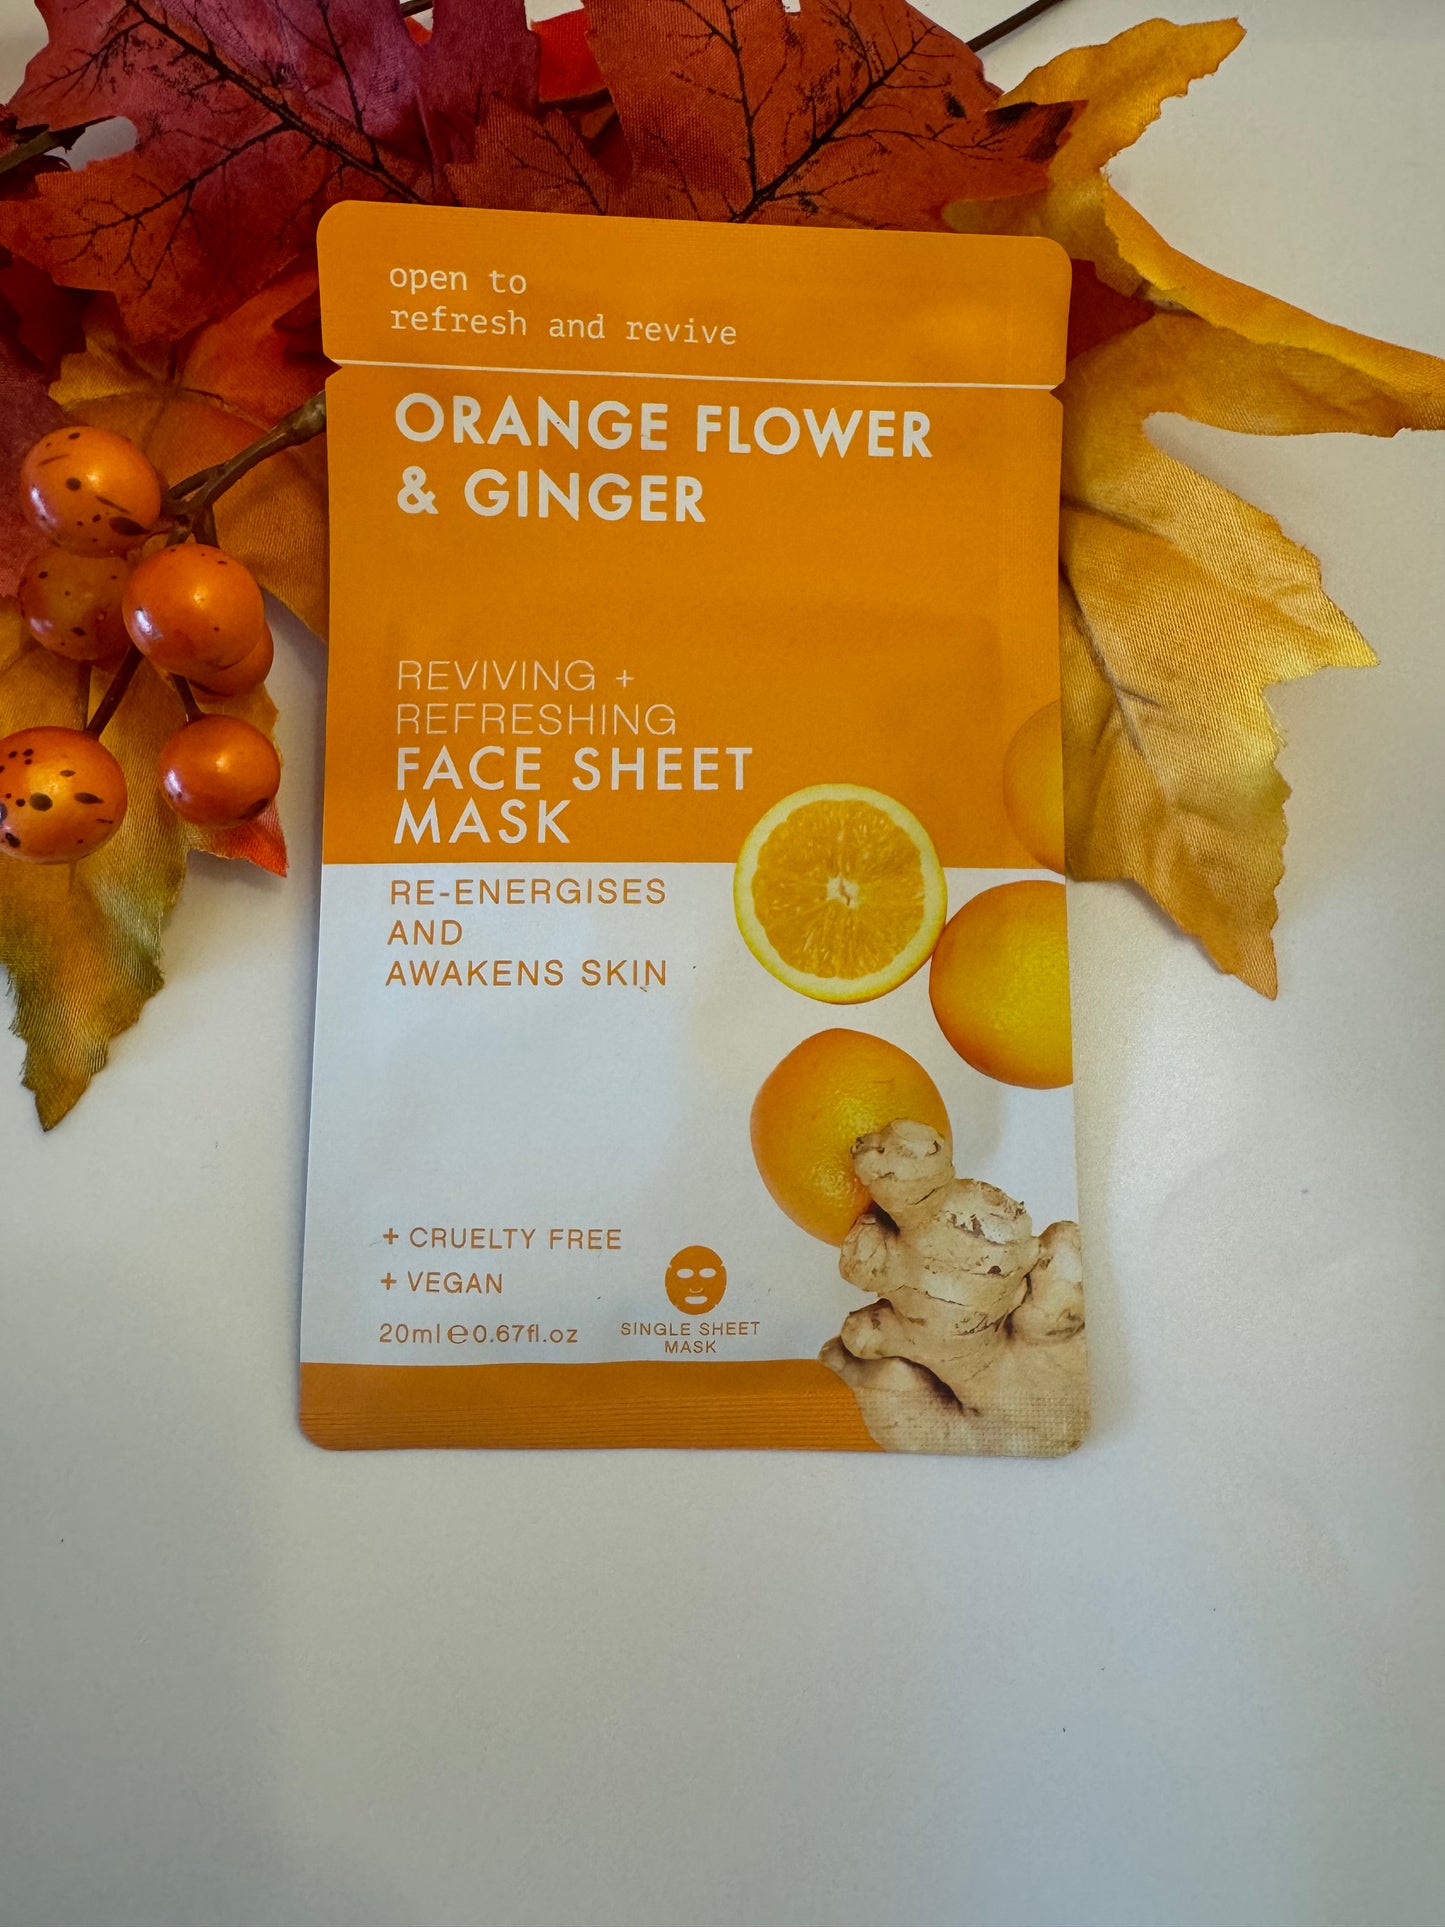 open to
refresh and revive
ORANGE FLOWER
& GINGER
REVIVING +
REFRESHING
FACE SHEET
MASK
RE-ENERGISES
AND
AWAKENS SKIN
+ CRUELTY FREE
+ VEGAN
20ml℮0.67fl.oz
SINGLE SHEET
MASK